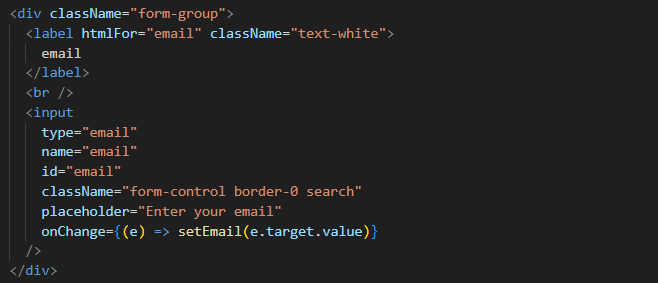 <div className="form-group">
  <label htmlFor="email" className="text-white">
    email
  </label>
  <br />
  <input
    type="email"
    name="email"
    id="email"
    className="form-control border-0 search"
    placeholder="Enter your email"
    onChange={(e) => setEmail(e.target.value)}
  />
</div>